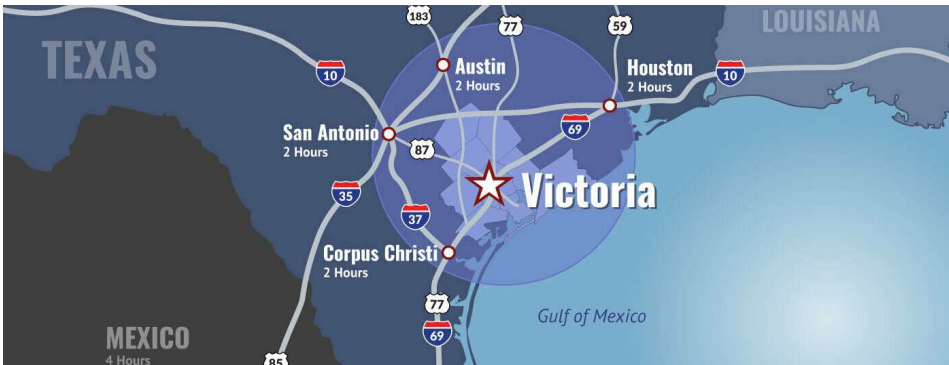 183
77
59
LOUISIANA
TEXAS
Austin
2 Hours
Houston
2 Hours
10
10
San Antonio
2 Hours
87
69
Victoria
35
37
Corpus Christi
2 Hours
77
Gulf of Mexico
69
MEXICO
4 Hours
85